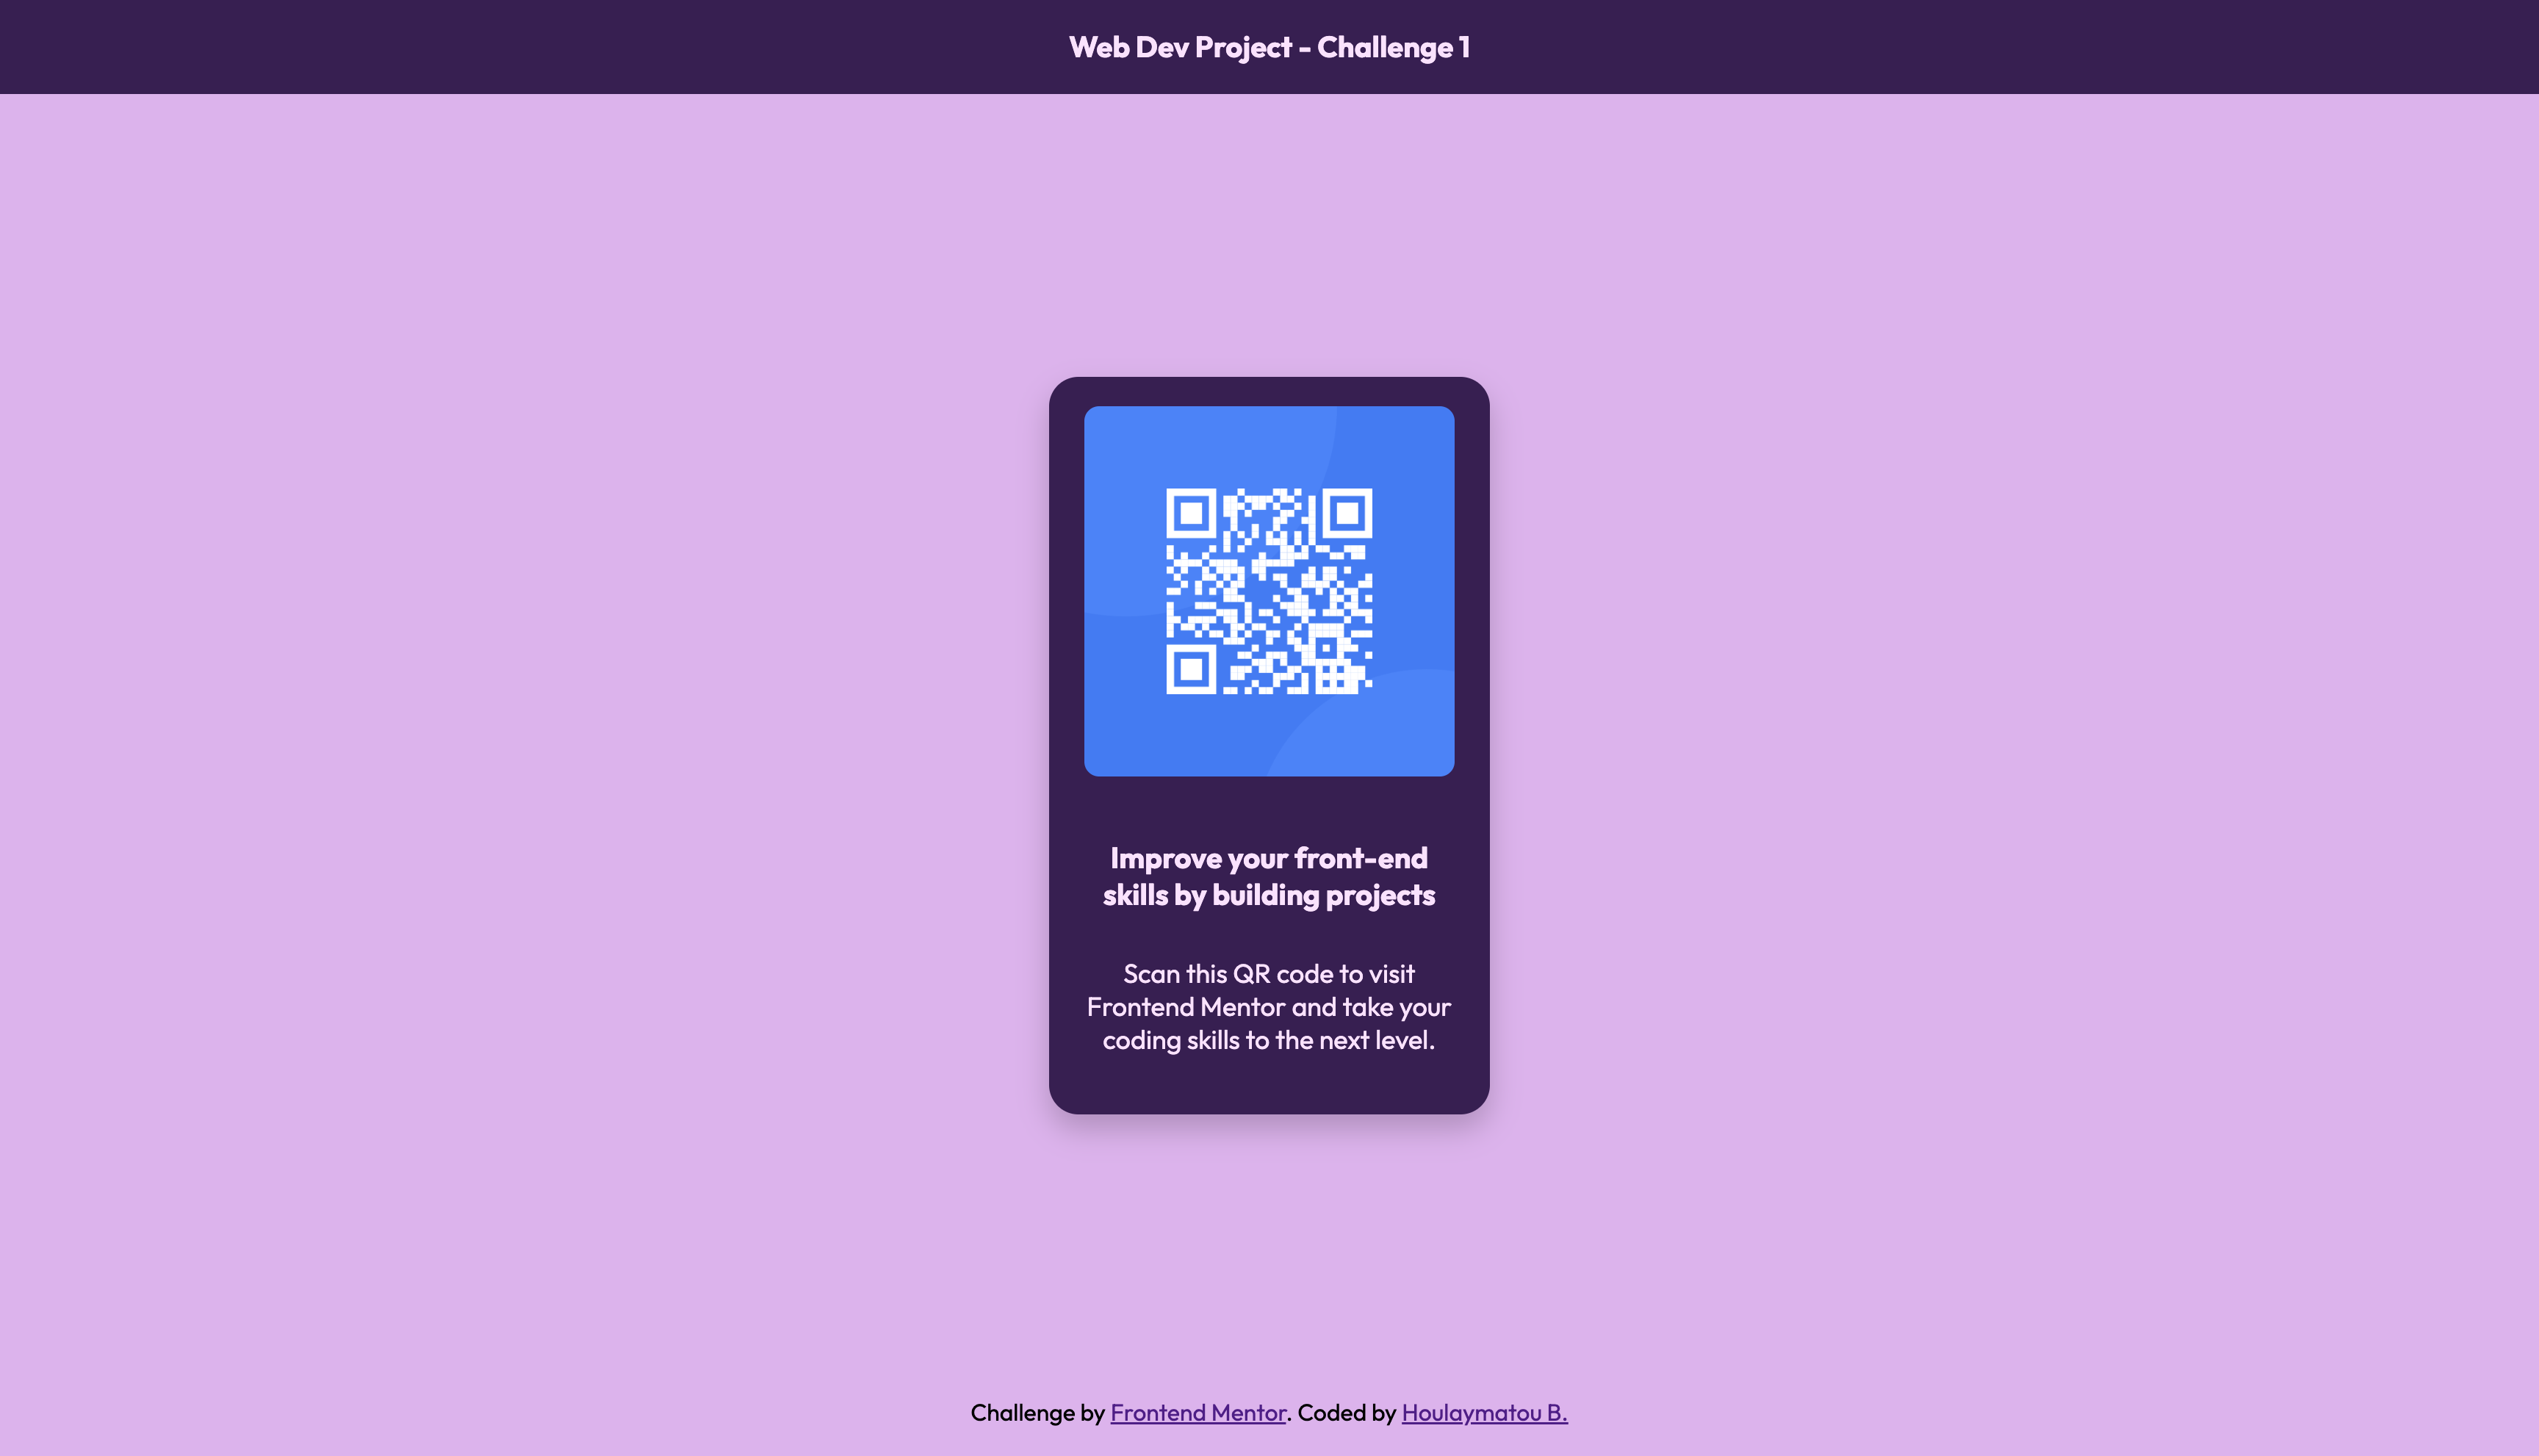 Web Dev Project - Challenge 1
Improve your front-end
skills by building projects
Scan this QR code to visit
Frontend Mentor and take your
coding skills to the next level.
Challenge by Frontend Mentor. Coded by Houlaymatou B.